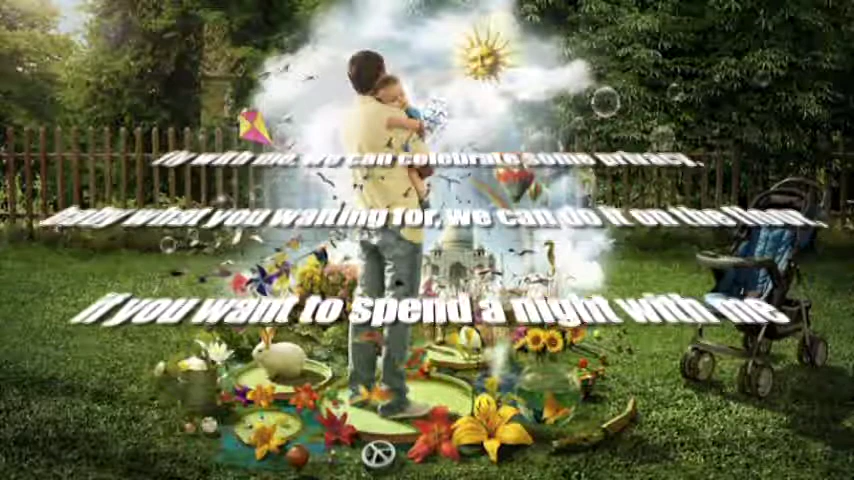 fly with me, we can celebrate some privacy.
baby what you waiting for, we can do it on the floor.
if you want to spend a night with me